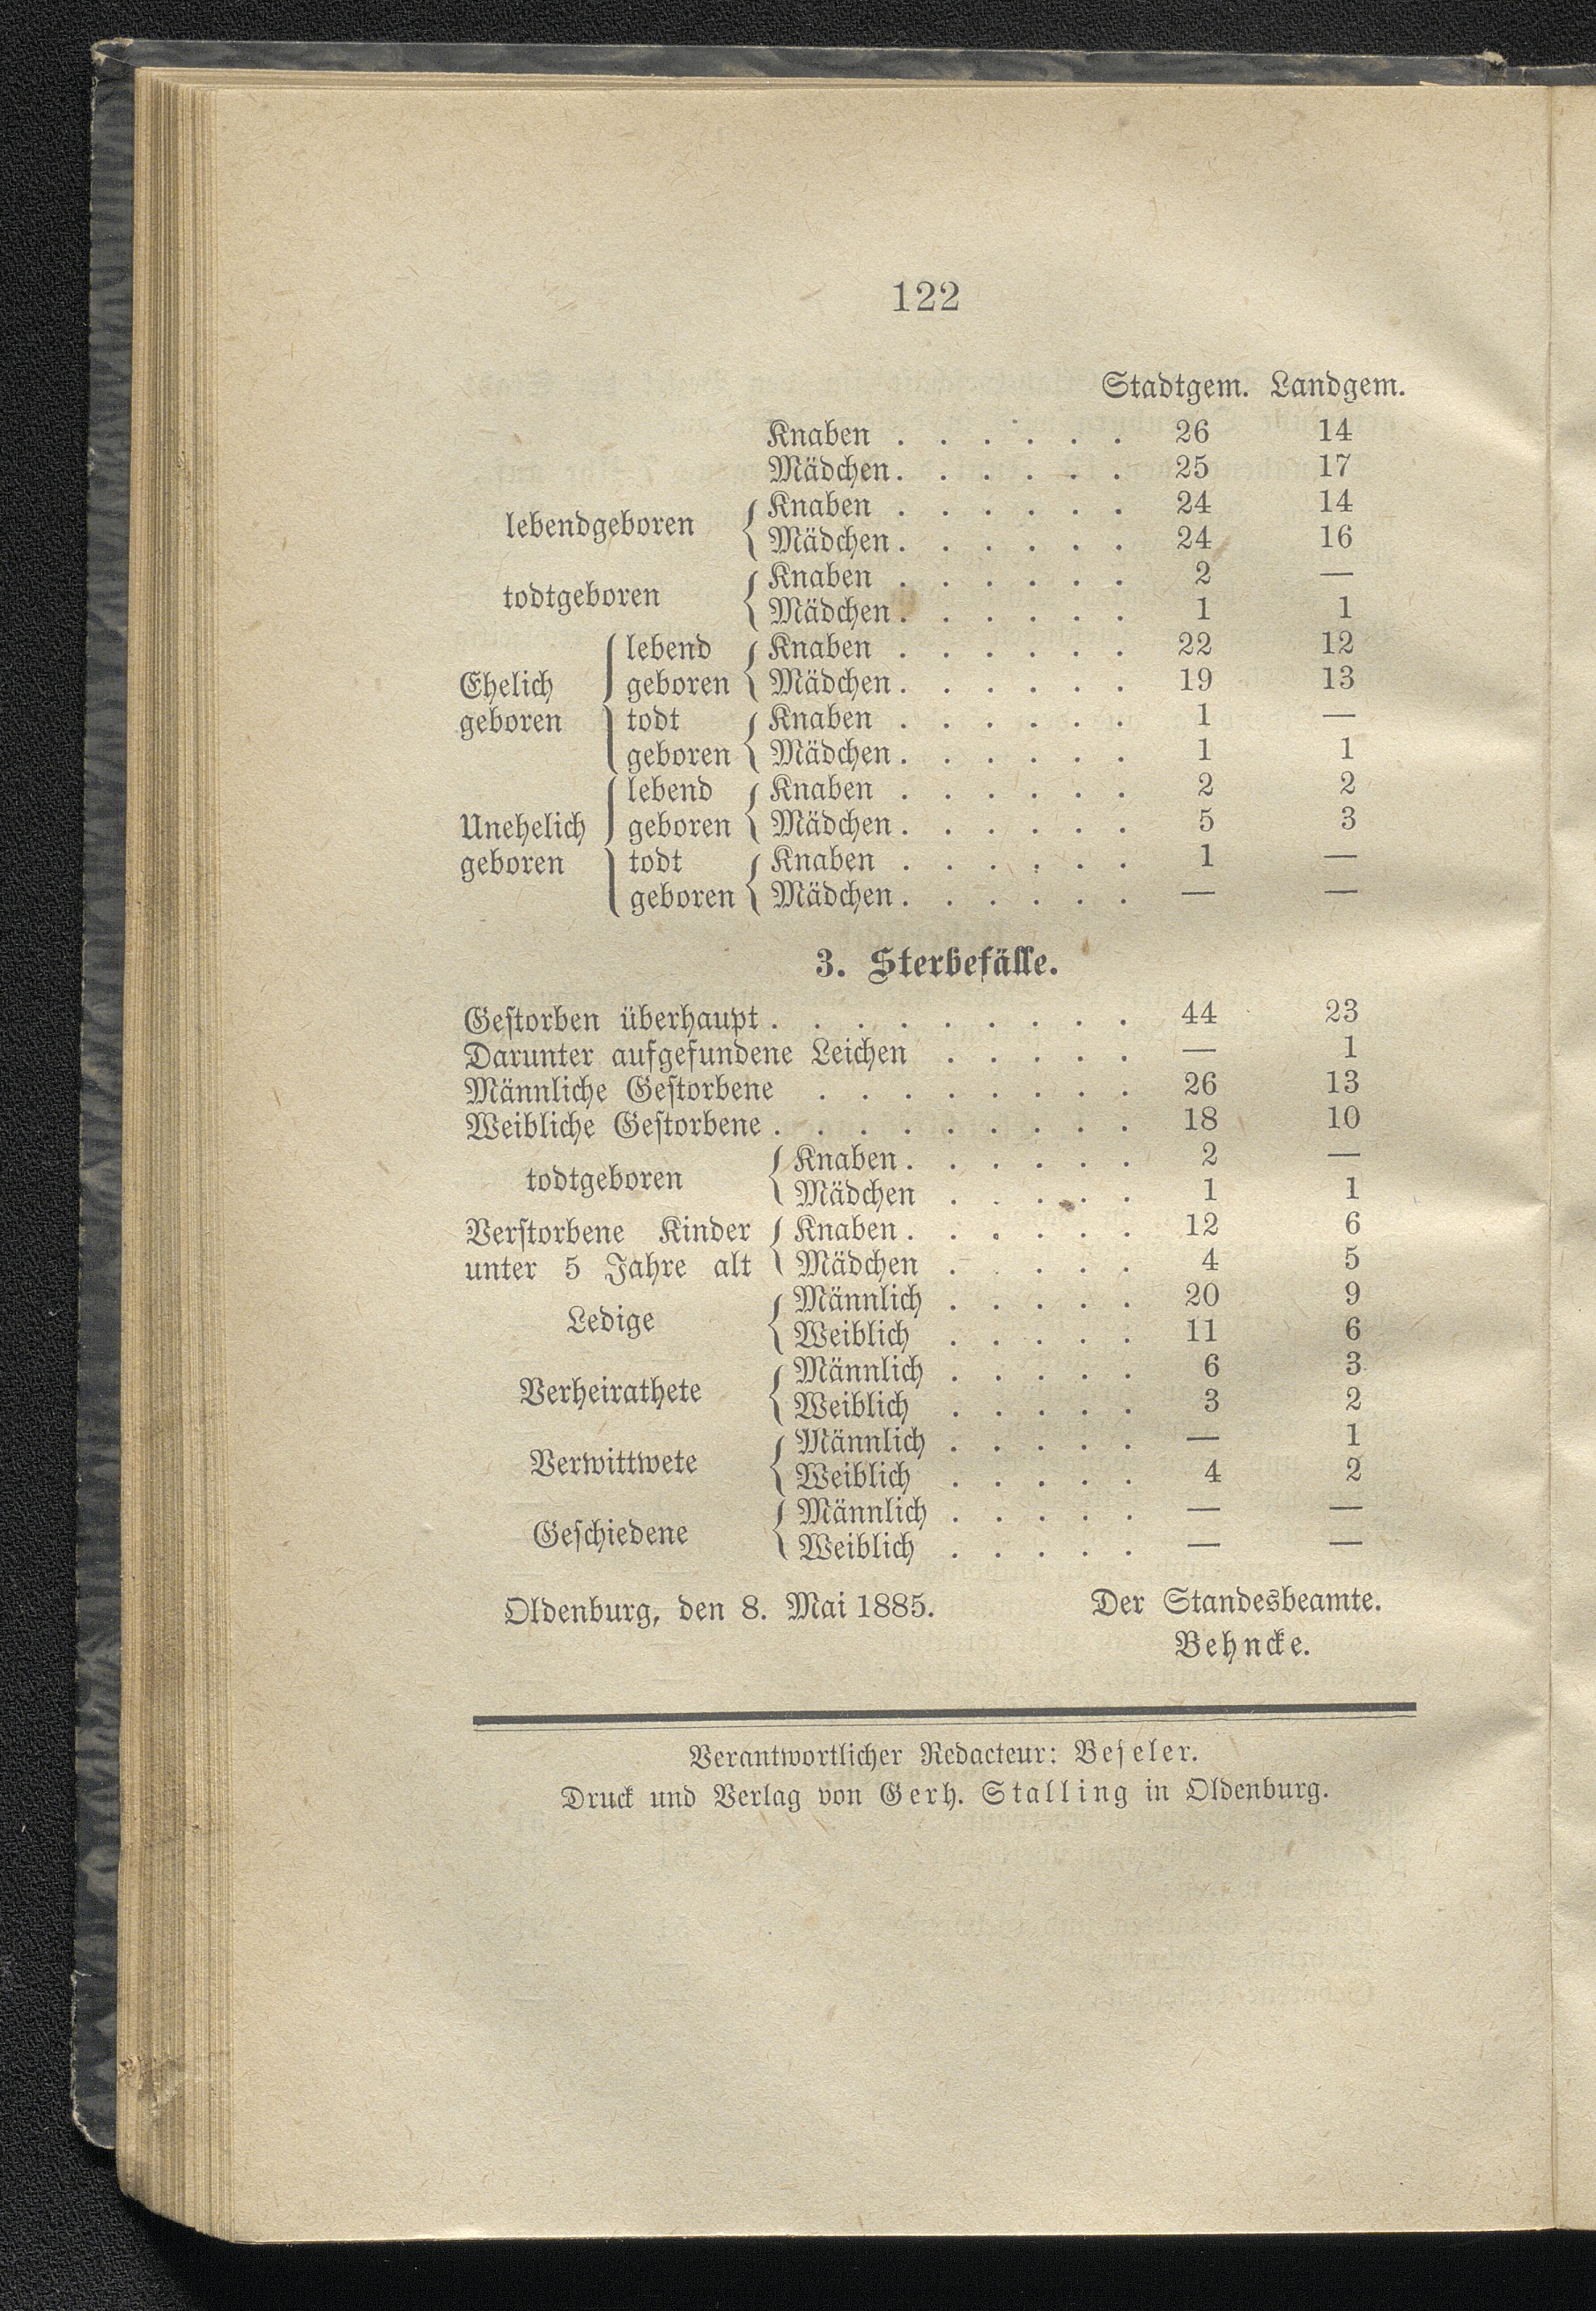 122
Stadtgem. Landgem.
Knaben . . . . . . 26 14
Mädchen. . . . . . 25 17
lebendgeboren { Knaben . . . . . . 24 14
Mädchen. . . . . . 24 16
todtgeboren { Knaben . . . . . . 2 —
Mädchen. . . . . . 1 1
lebend { Knaben . . . . . . 22 12
Ehelich geboren Mädchen. . . . . . 19 13
geboren todt { Knaben . . . . . . 1 —
geboren Mädchen. . . . . . 1 1
lebend { Knaben . . . . . . 2 2
Unehelich geboren Mädchen. . . . . . 5 3
geboren todt { Knaben . . . . . . 1 —
geboren Mädchen. . . . . . — —
3. Sterbefälle.
Gestorben überhaupt . . . . . . . . . 44 23
Darunter aufgefundene Leichen . . . . . — 1
Männliche Gestorbene . . . . . . . . 26 13
Weibliche Gestorbene . . . . . . . . . 18 10
todtgeboren { Knaben . . . . . . 2 —
Mädchen . . . . . 1 1
Verstorbene Kinder { Knaben . . . . . . 12 6
unter 5 Jahre alt Mädchen . . . . . 4 5
Ledige { Männlich . . . . . 20 9
Weiblich . . . . . 11 6
Verheirathete { Männlich . . . . . 6 3
Weiblich . . . . . 3 2
Verwittwete { Männlich . . . . . — 1
Weiblich . . . . . 4 2
Geschiedene { Männlich . . . . . — —
Weiblich . . . . . — —
Oldenburg, den 8. Mai 1885. Der Standesbeamte.
Behncke.
Verantwortlicher Redacteur: Beseler.
Druck und Verlag von Gerh. Stalling in Oldenburg.